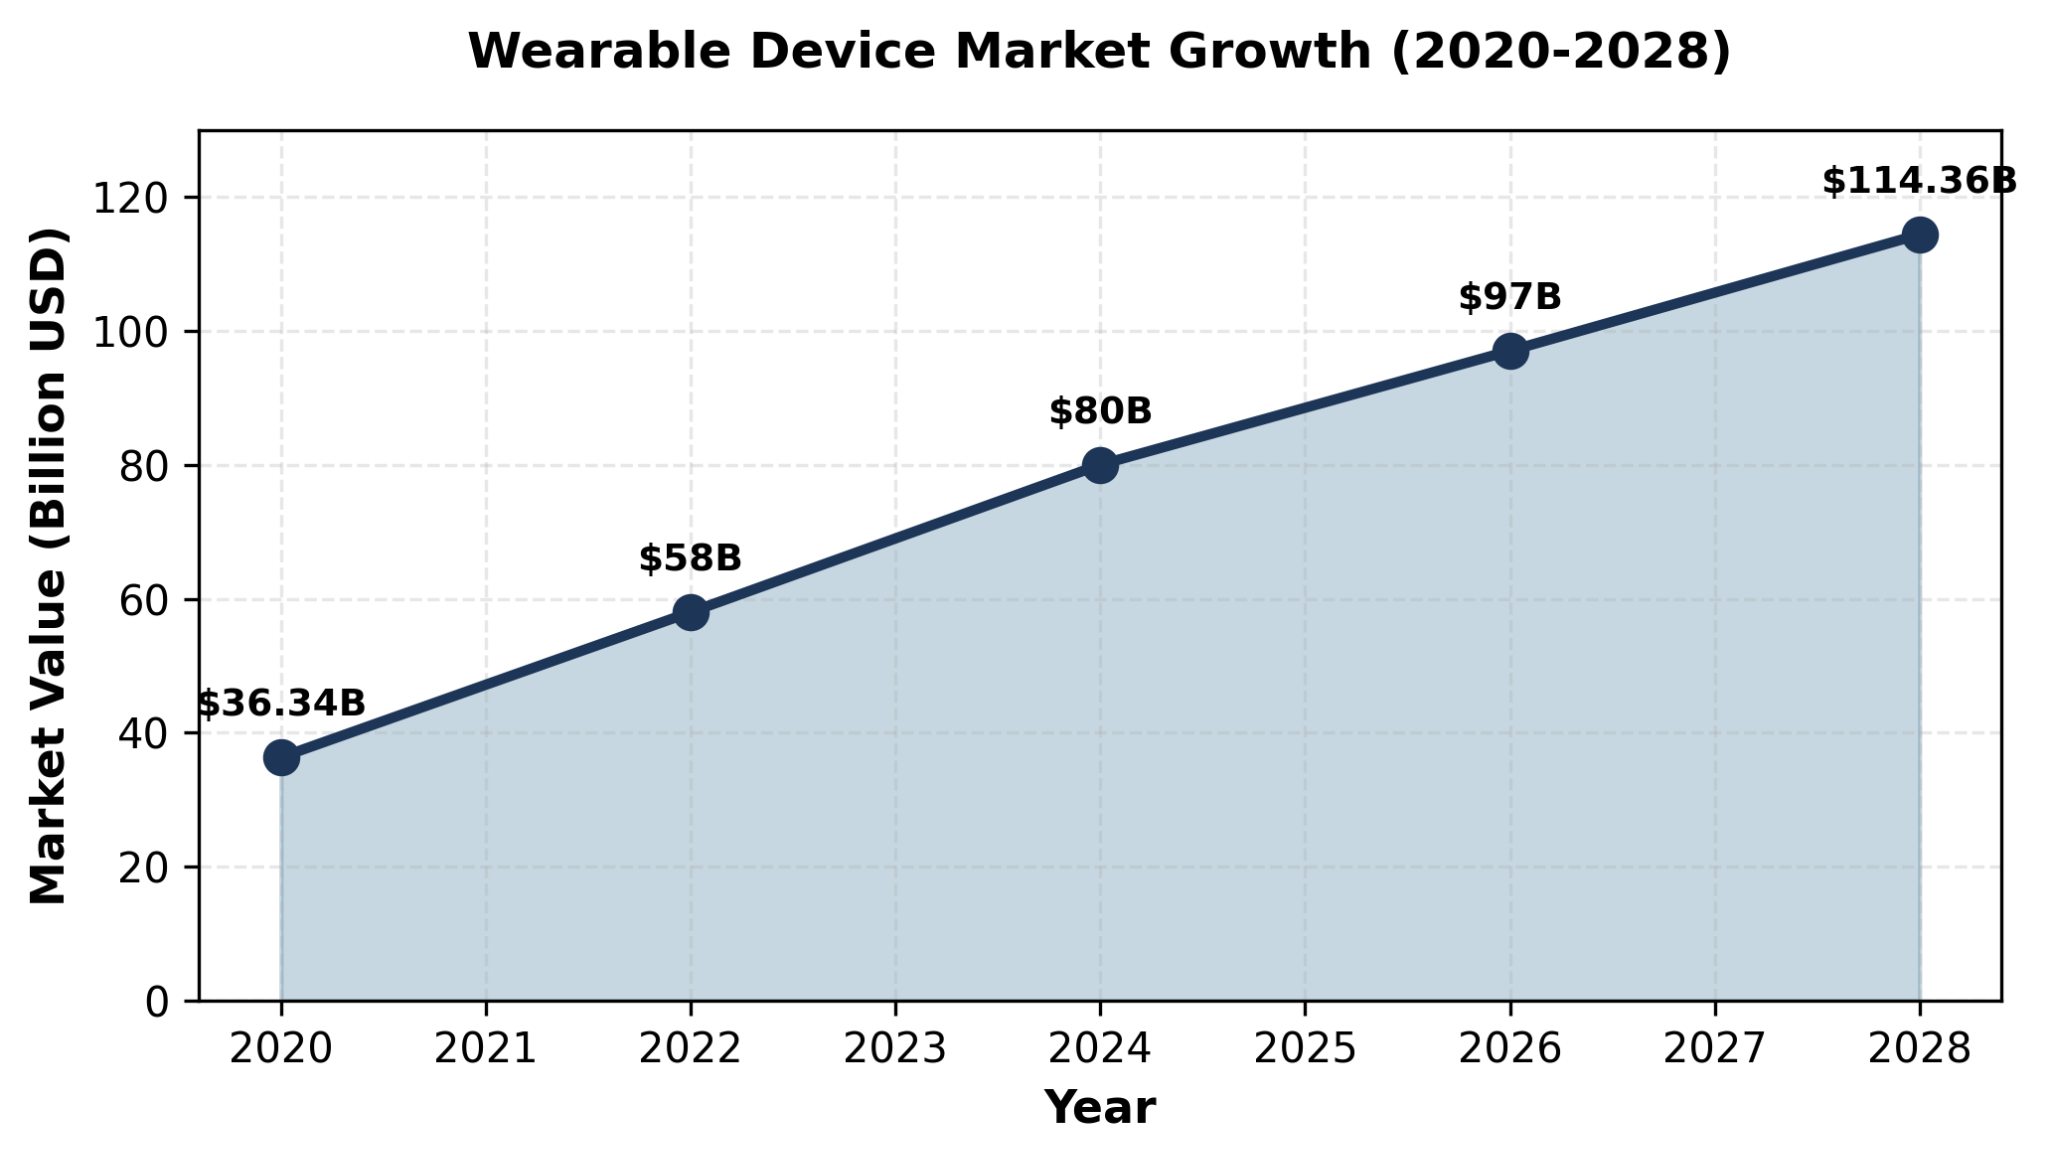 Wearable Device Market Growth (2020-2028)
Market Value (Billion USD)
120
100
80
60
40
20
0
$36.34B
$58B
$80B
$97B
$114.36B
2020 2021 2022 2023 2024 2025 2026 2027 2028
Year